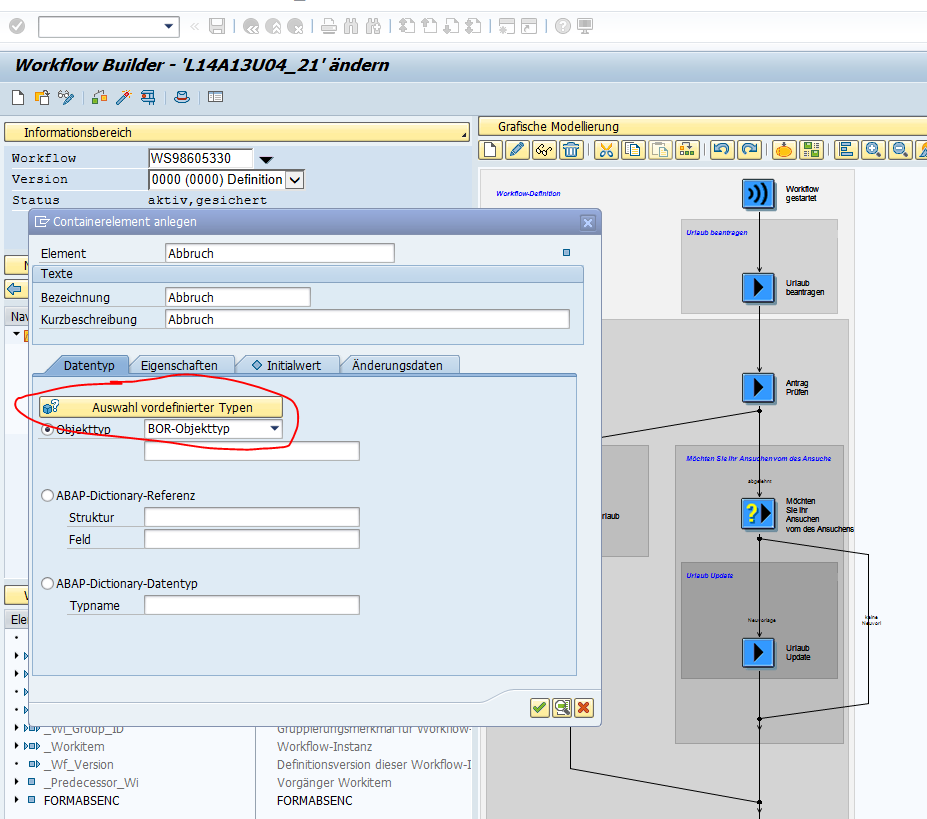 Workflow Builder - 'L14A13U04_21' ändern
Informationsbereich
Workflow WS98605330
Version 0000 (0000) Definition
Status aktiv,gesichert
Containerelement anlegen
Element Abbruch
Texte
Bezeichnung Abbruch
Kurzbeschreibung Abbruch
Datentyp Eigenschaften Initialwert Änderungsdaten
Auswahl vordefinierter Typen
Objekttyp BOR-Objekttyp
ABAP-Dictionary-Referenz
Struktur
Feld
ABAP-Dictionary-Datentyp
Typname
Nav
Ele
_Wi_Group_ID Gruppierungsmerkmal für Workflow-
_Workitem Workflow-Instanz
_Wf_Version Definitionsversion dieser Workflow-I
_Predecessor_Wi Vorgänger Workitem
FORMABSENC FORMABSENC
Grafische Modellierung
Workflow-Definition
Workflow
gestartet
Urlaub beantragen
Urlaub
beantragen
Antrag
Prüfen
Möchten Sie Ihr Ansuchen vom des Ansuche
abgelehnt
Möchten
Sie Ihr
Ansuchen
vom des Ansuchens
rlaub
Urlaub Update
Neuvorlage
keine
Neuvorl
Urlaub
Update